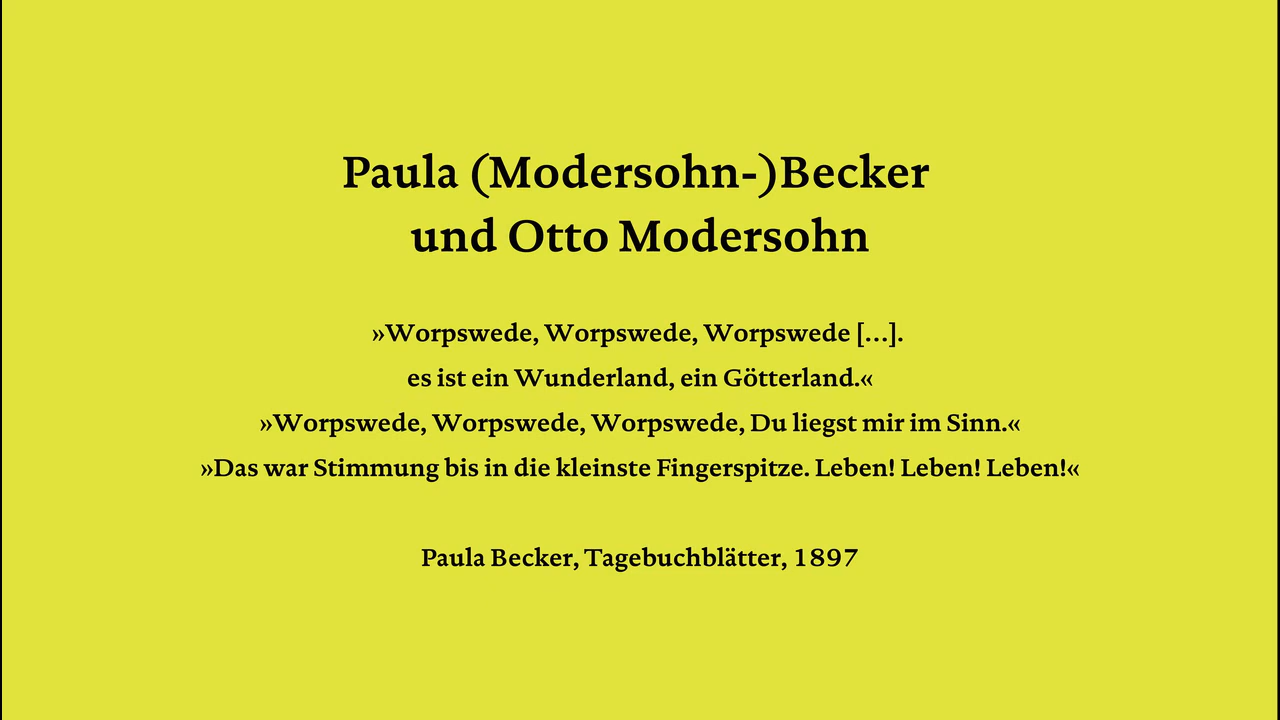 Paula (Modersohn-)Becker
und Otto Modersohn
»Worpswede, Worpswede, Worpswede [...].
es ist ein Wunderland, ein Götterland.«
»Worpswede, Worpswede, Worpswede, Du liegst mir im Sinn.«
»Das war Stimmung bis in die kleinste Fingerspitze. Leben! Leben! Leben!«
Paula Becker, Tagebuchblätter, 1897